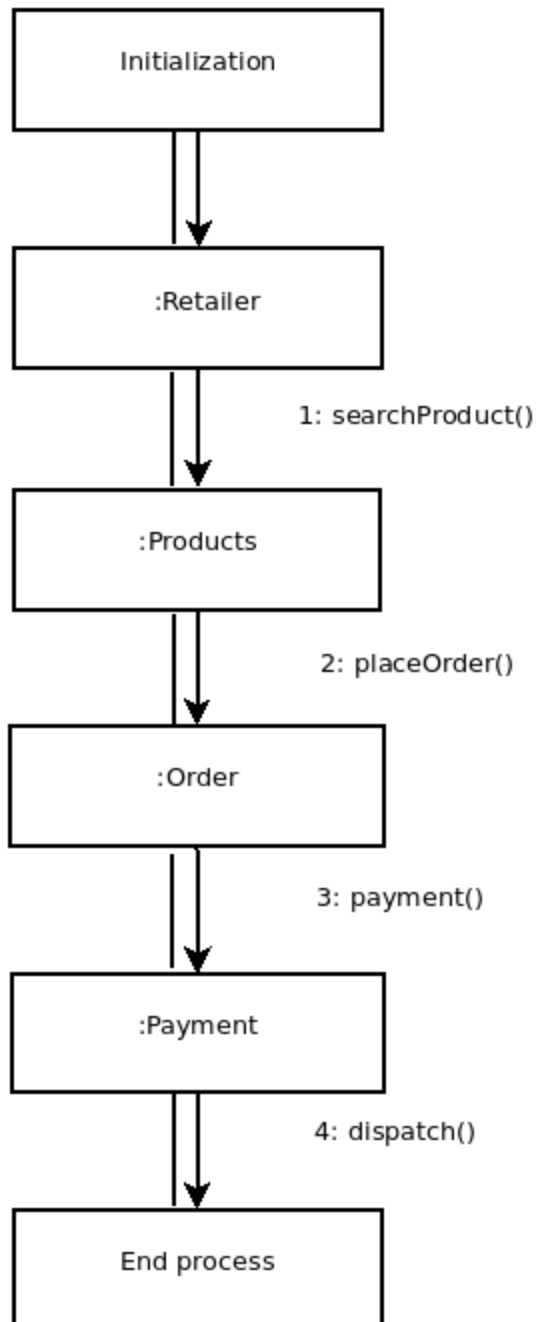 Initialization
:Retailer
1: searchProduct()
:Products
2: placeOrder()
:Order
3: payment()
:Payment
4: dispatch()
End process